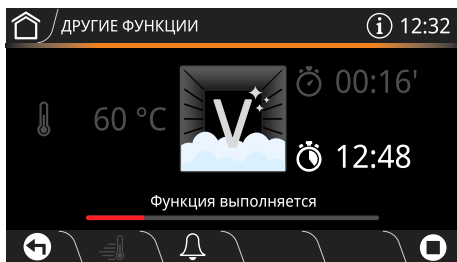 ДРУГИЕ ФУНКЦИИ
i 12:32
00:16'
60 °C
V
12:48
Функция выполняется